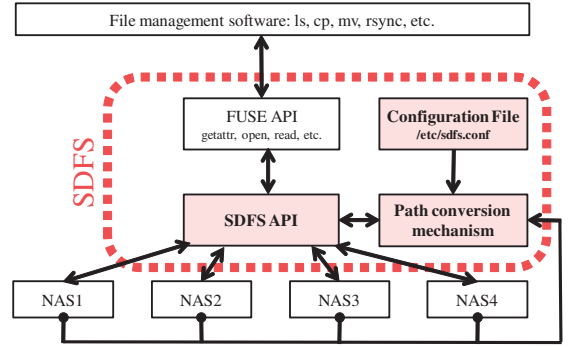 File management software: ls, cp, mv, rsync, etc.
SDFS
FUSE API
getattr, open, read, etc.
Configuration File
/etc/sdfs.conf
SDFS API
Path conversion
mechanism
NAS1
NAS2
NAS3
NAS4